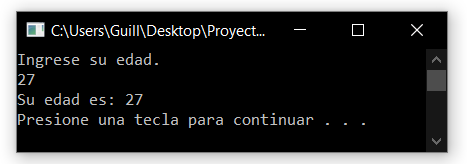 C:\Users\Guill\Desktop\Proyect...
Ingrese su edad.
27
Su edad es: 27
Presione una tecla para continuar . . .